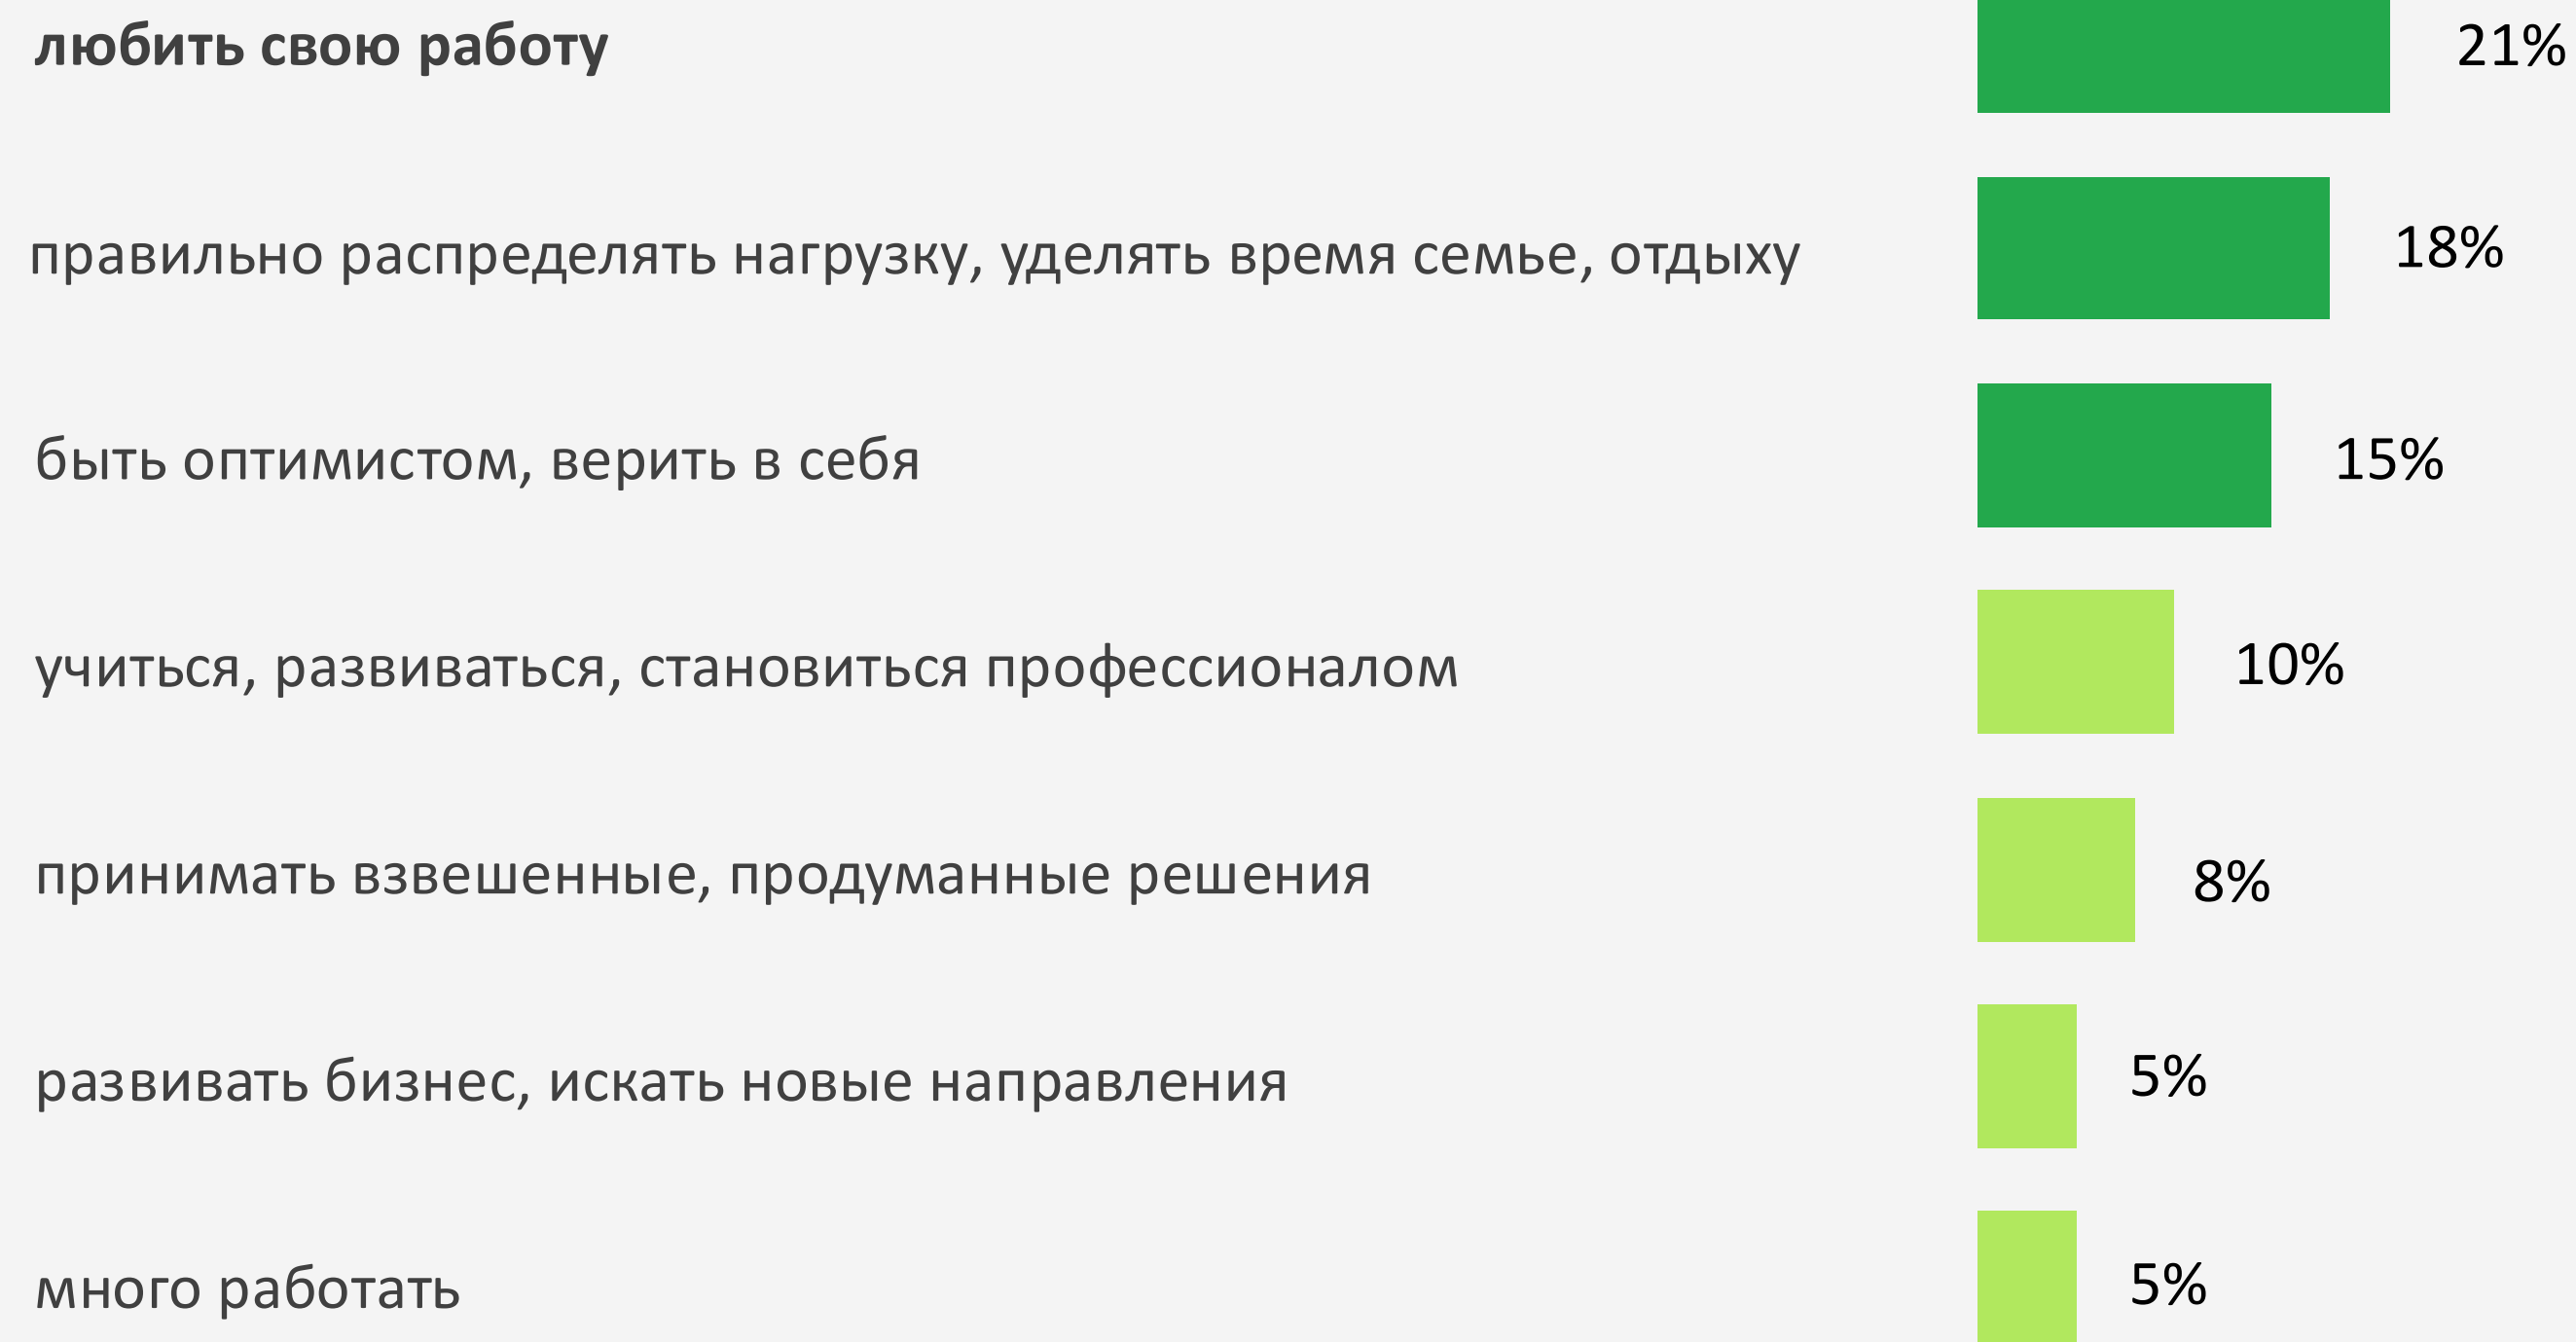 любить свою работу 21%
правильно распределять нагрузку, уделять время семье, отдыху 18%
быть оптимистом, верить в себя 15%
учиться, развиваться, становиться профессионалом 10%
принимать взвешенные, продуманные решения 8%
развивать бизнес, искать новые направления 5%
много работать 5%